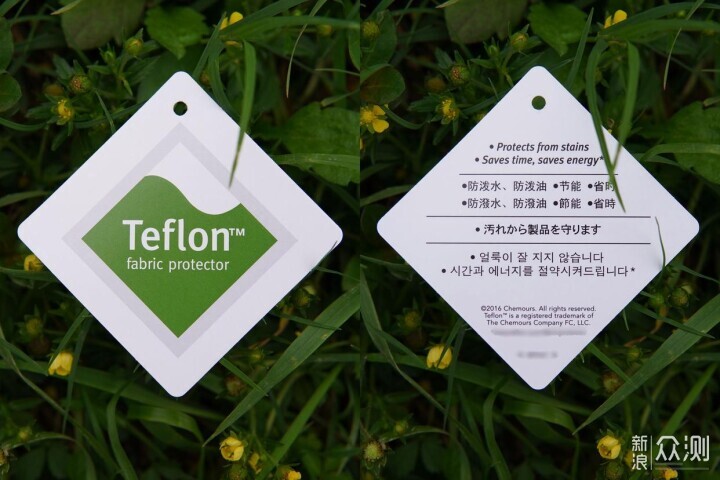 Teflon™
fabric protector
• Protects from stains
• Saves time, saves energy*
•防泼水、防泼油 •节能 •省时
•防潑水、防潑油 •節能 •省時
• 汚れから製品を守ります
• 얼룩이 잘 지지 않습니다
• 시간과 에너지를 절약시켜드립니다*
©2016 Chemours. All rights reserved.
Teflon™ is a registered trademark of
The Chemours Company FC, LLC.
新浪 众测